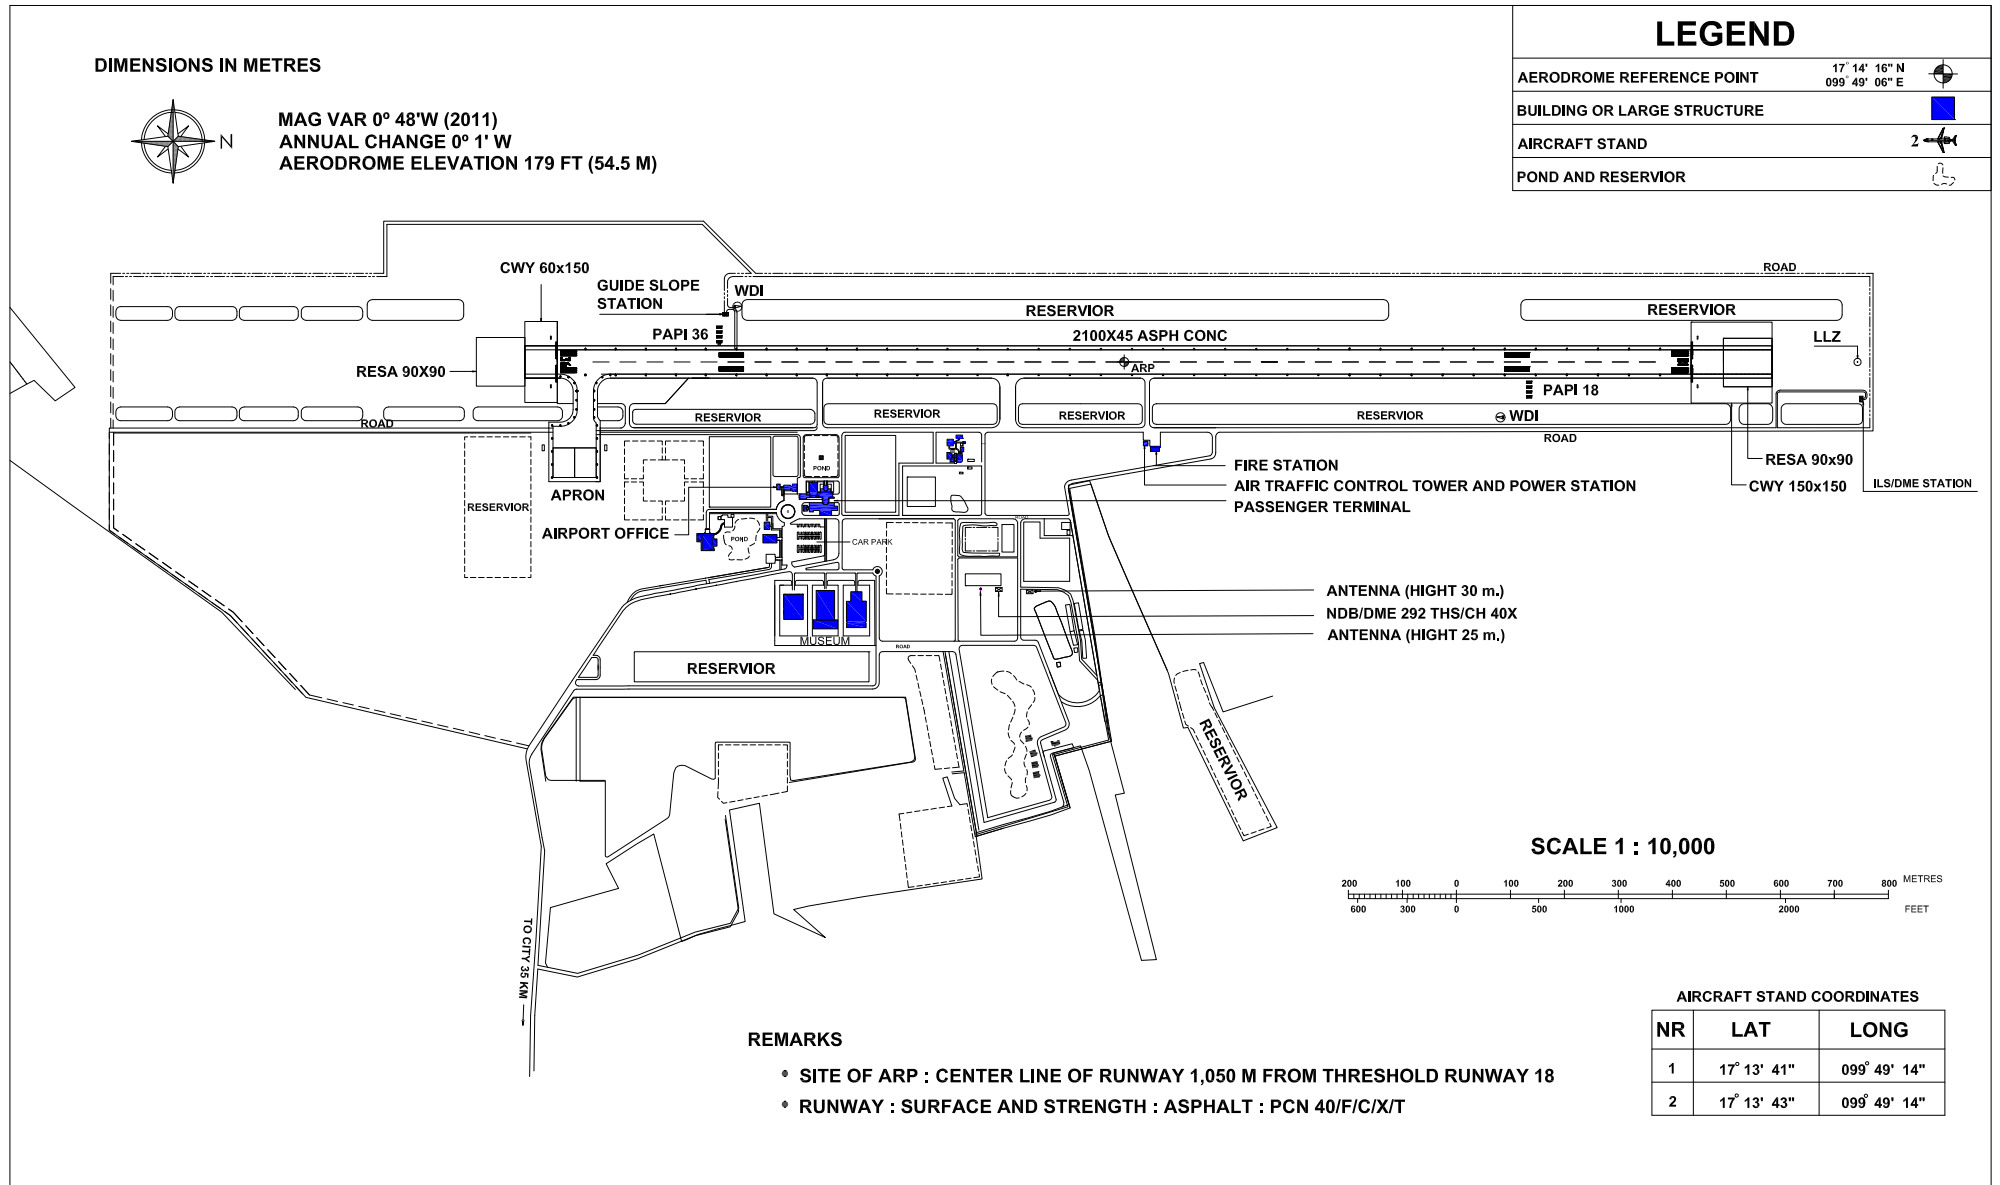 LEGEND
DIMENSIONS IN METRES
AERODROME REFERENCE POINT
17° 14' 16" N
099° 49' 06" E
BUILDING OR LARGE STRUCTURE
AIRCRAFT STAND
2
POND AND RESERVIOR
N
MAG VAR 0º 48'W (2011)
ANNUAL CHANGE 0º 1' W
AERODROME ELEVATION 179 FT (54.5 M)
CWY 60x150
GUIDE SLOPE
STATION
WDI
ROAD
RESERVIOR
RESERVIOR
PAPI 36
2100X45 ASPH CONC
LLZ
RESA 90X90
ARP
PAPI 18
ROAD
RESERVIOR
RESERVIOR
RESERVIOR
RESERVIOR
WDI
ROAD
RESA 90x90
CWY 150x150
ILS/DME STATION
FIRE STATION
AIR TRAFFIC CONTROL TOWER AND POWER STATION
PASSENGER TERMINAL
POND
APRON
RESERVIOR
AIRPORT OFFICE
POND
CAR PARK
ANTENNA (HIGHT 30 m.)
NDB/DME 292 THS/CH 40X
ANTENNA (HIGHT 25 m.)
MUSEUM
ROAD
RESERVIOR
RESERVIOR
SCALE 1 : 10,000
200 100 0 100 200 300 400 500 600 700 800 METRES
600 300 0 500 1000 2000 FEET
TO CITY 35 KM
AIRCRAFT STAND COORDINATES
NR LAT LONG
1 17° 13' 41" 099° 49' 14"
2 17° 13' 43" 099° 49' 14"
REMARKS
SITE OF ARP : CENTER LINE OF RUNWAY 1,050 M FROM THRESHOLD RUNWAY 18
RUNWAY : SURFACE AND STRENGTH : ASPHALT : PCN 40/F/C/X/T